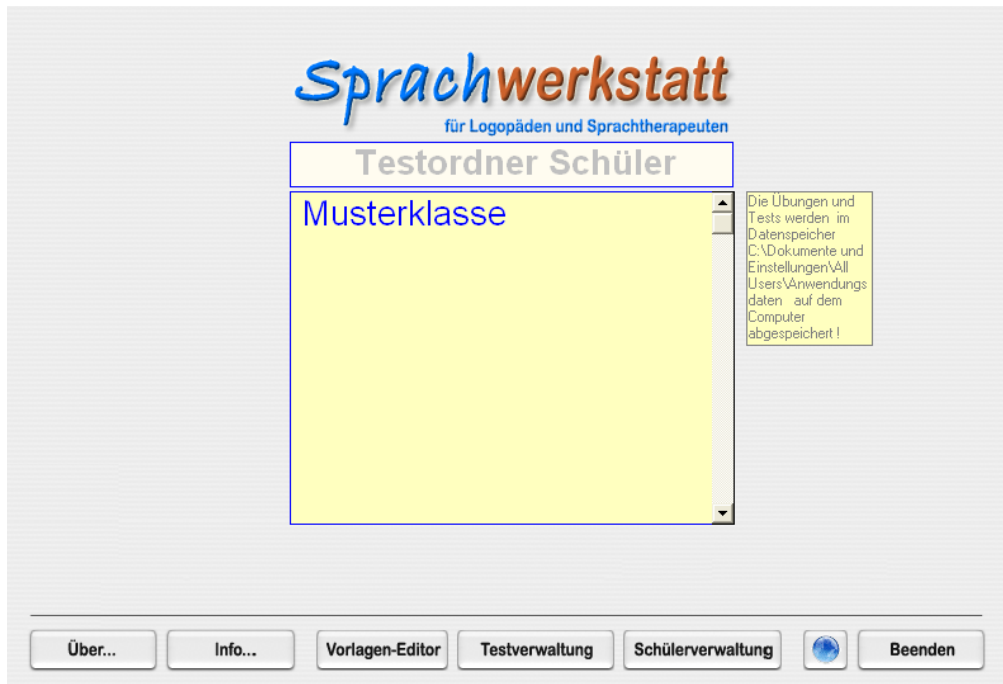 Sprachwerkstatt
für Logopäden und Sprachtherapeuten
Testordner Schüler
Musterklasse
Die Übungen und
Tests werden im
Datenspeicher
C:\Dokumente und
Einstellungen\All
Users\Anwendungs
daten auf dem
Computer
abgespeichert !
Über... Info... Vorlagen-Editor Testverwaltung Schülerverwaltung Beenden